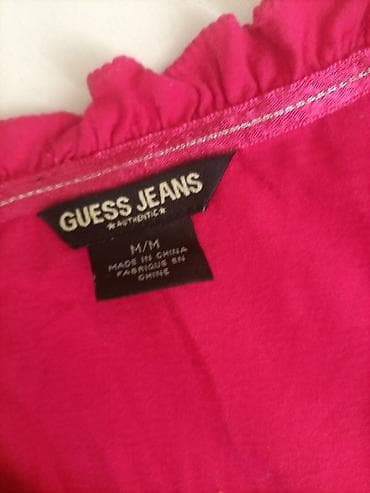 GUESS JEANS
★AUTHENTIC★
M/M
MADE IN CHINA
FABRIQUE EN
CHINE